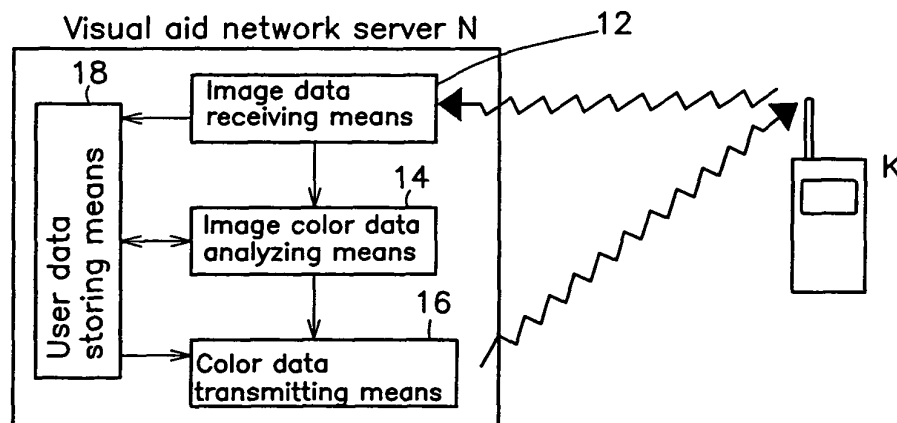 Visual aid network server N
12
18
Image data
receiving means
K
14
User data
storing means
Image color data
analyzing means
16
Color data
transmitting means